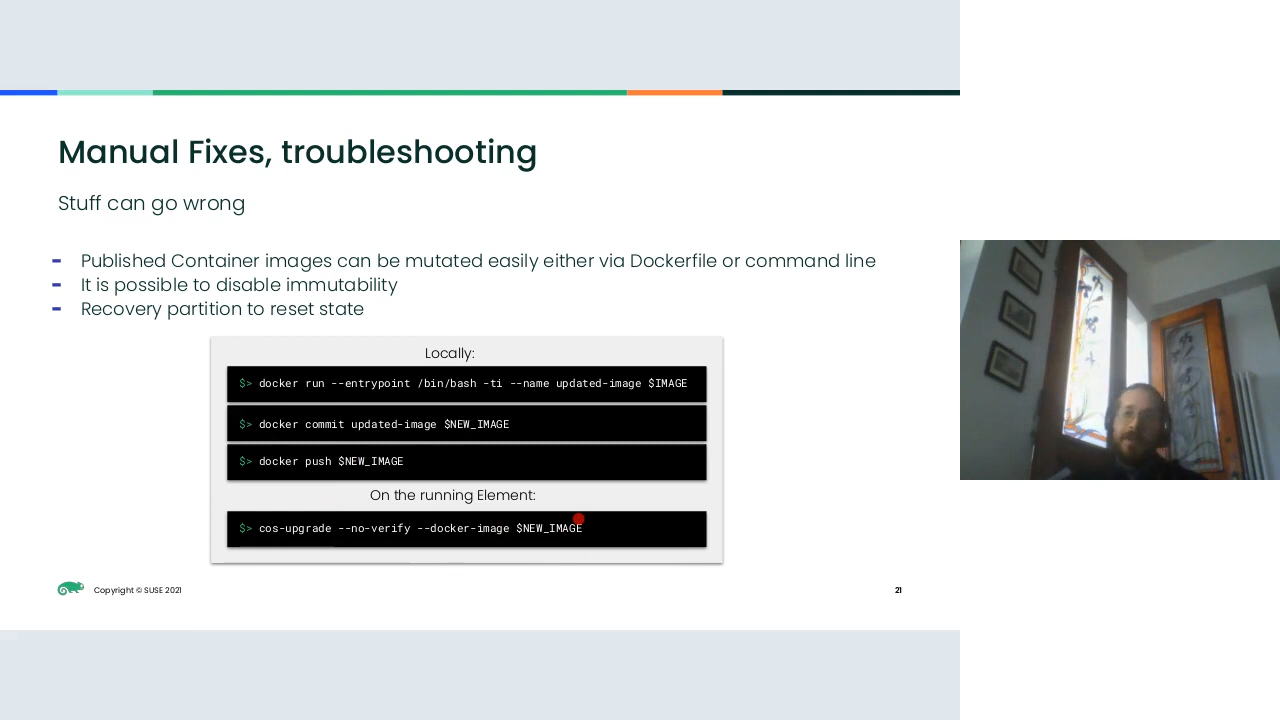 Manual Fixes, troubleshooting
Stuff can go wrong
- Published Container images can be mutated easily either via Dockerfile or command line
- It is possible to disable immutability
- Recovery partition to reset state
Locally:
$> docker run --entrypoint /bin/bash -ti --name updated-image $IMAGE
$> docker commit updated-image $NEW_IMAGE
$> docker push $NEW_IMAGE
On the running Element:
$> cos-upgrade --no-verify --docker-image $NEW_IMAGE
Copyright © SUSE 2021
21